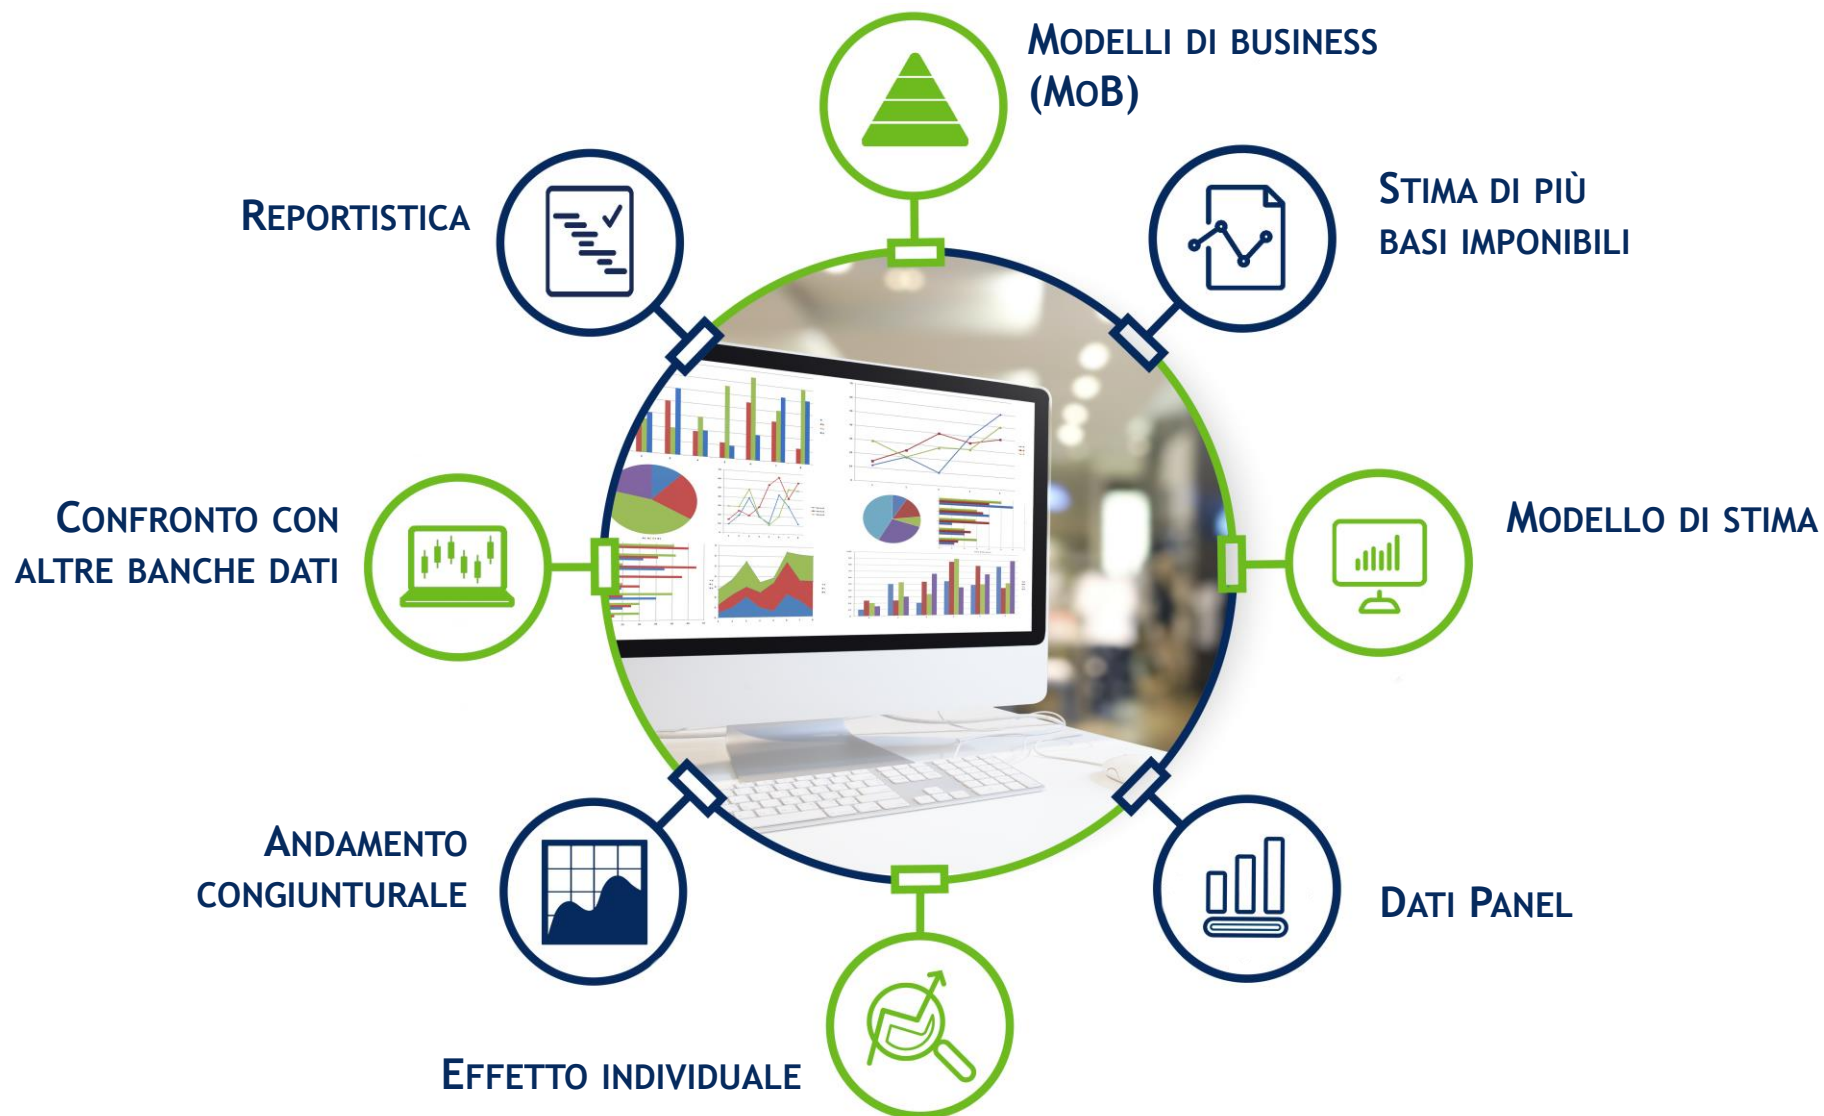 MODELLI DI BUSINESS
(MOB)
STIMA DI PIÙ
BASI IMPONIBILI
MODELLO DI STIMA
DATI PANEL
EFFETTO INDIVIDUALE
ANDAMENTO
CONGIUNTURALE
CONFRONTO CON
ALTRE BANCHE DATI
REPORTISTICA